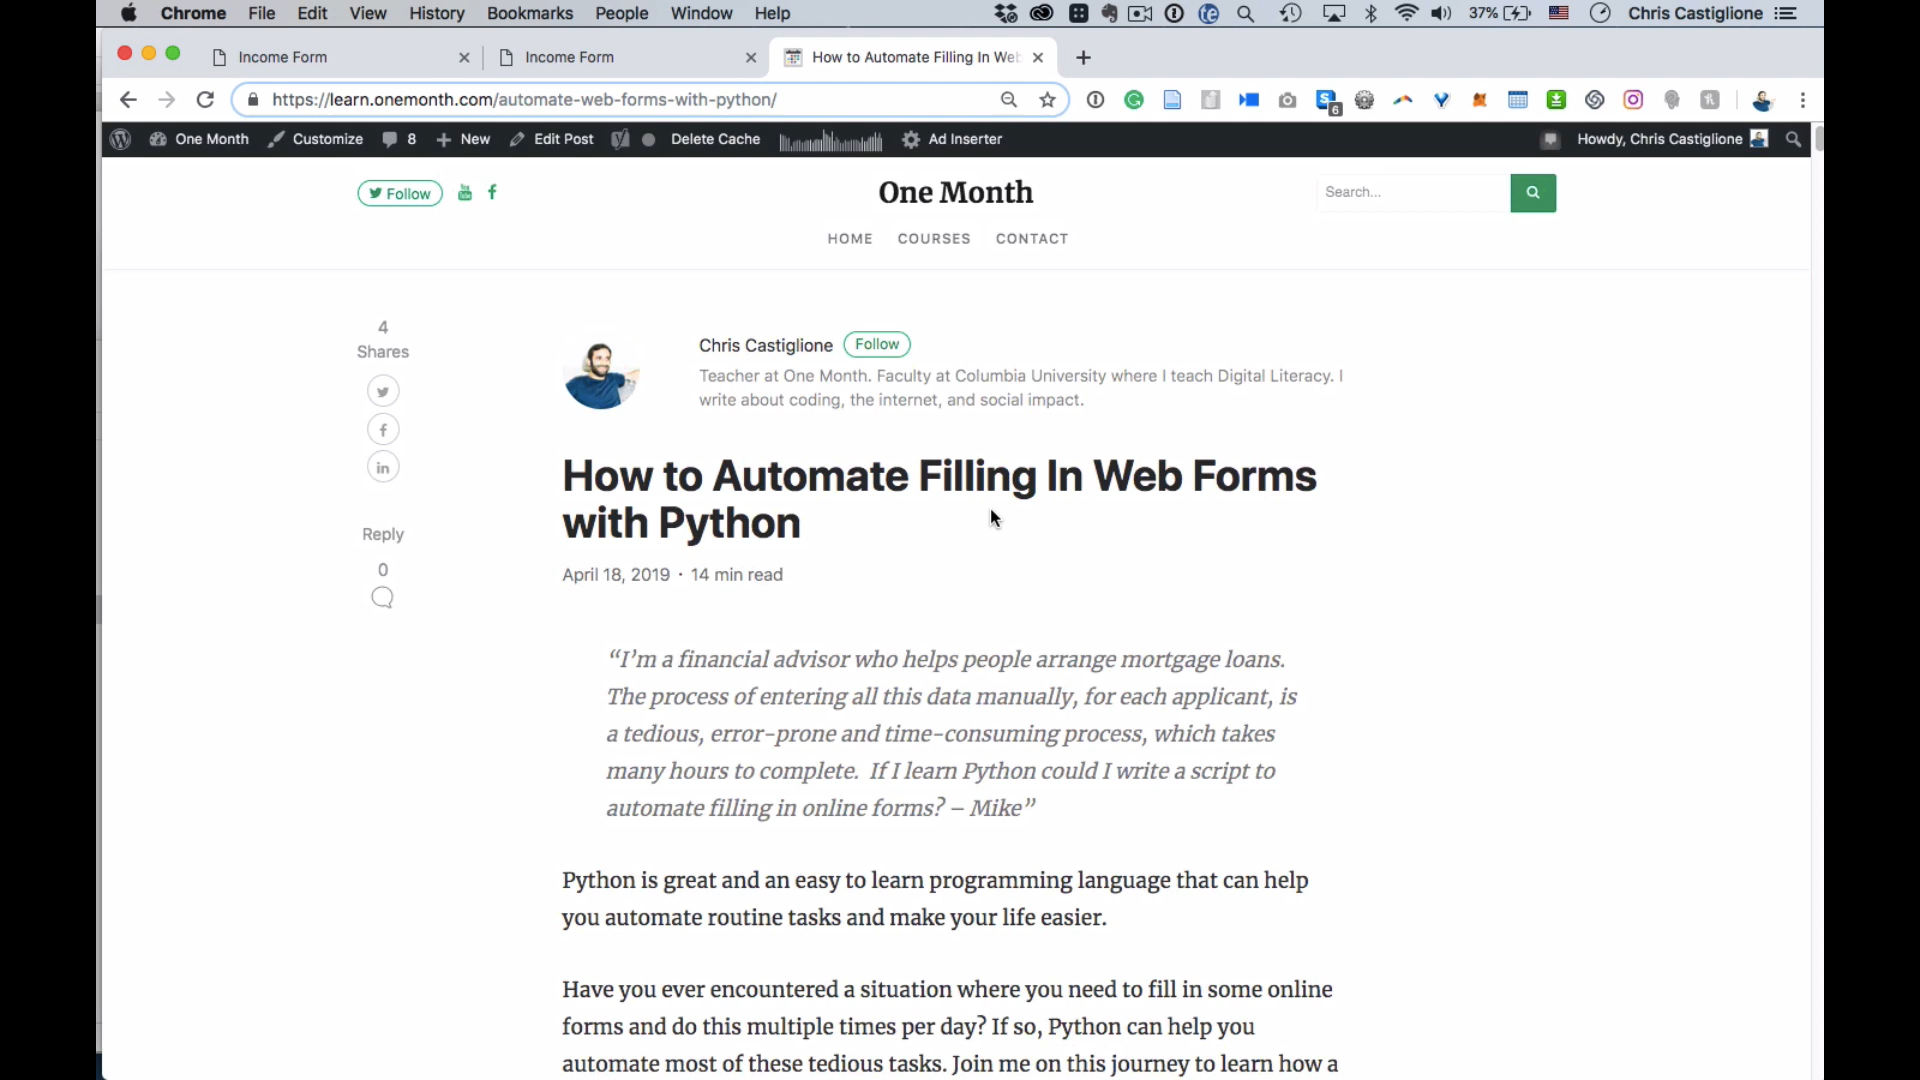 Chrome File Edit View History Bookmarks People Window Help 37% Chris Castiglione
Income Form Income Form How to Automate Filling In Web
https://learn.onemonth.com/automate-web-forms-with-python/ 6
One Month Customize 8 New Edit Post Delete Cache Ad Inserter Howdy, Chris Castiglione
Follow One Month Search...
HOME COURSES CONTACT
4
Shares
Reply
0
Chris Castiglione Follow
Teacher at One Month. Faculty at Columbia University where I teach Digital Literacy. I
write about coding, the internet, and social impact.
How to Automate Filling In Web Forms
with Python
April 18, 2019 · 14 min read
“I’m a financial advisor who helps people arrange mortgage loans.
The process of entering all this data manually, for each applicant, is
a tedious, error-prone and time-consuming process, which takes
many hours to complete. If I learn Python could I write a script to
automate filling in online forms? – Mike”
Python is great and an easy to learn programming language that can help
you automate routine tasks and make your life easier.
Have you ever encountered a situation where you need to fill in some online
forms and do this multiple times per day? If so, Python can help you
automate most of these tedious tasks. Join me on this journey to learn how a